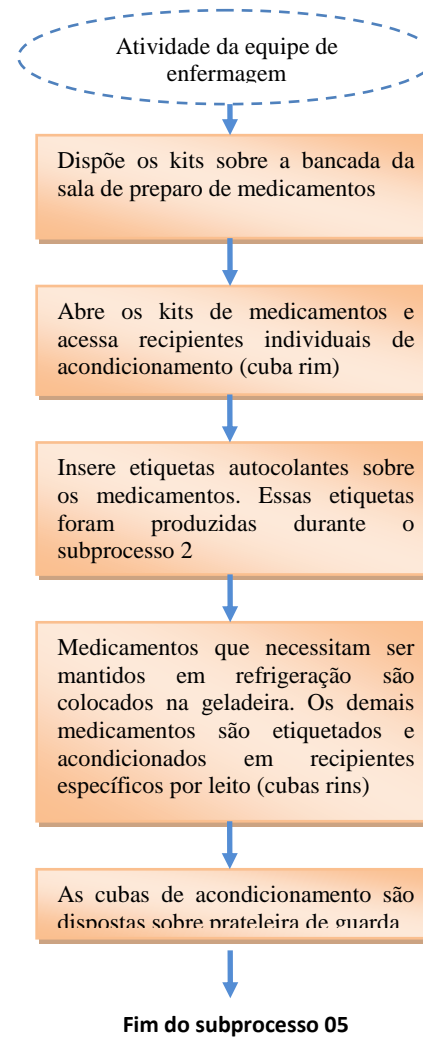 Atividade da equipe de
enfermagem
Dispõe os kits sobre a bancada da
sala de preparo de medicamentos
Abre os kits de medicamentos e
acessa recipientes individuais de
acondicionamento (cuba rim)
Insere etiquetas autocolantes sobre
os medicamentos. Essas etiquetas
foram produzidas durante o
subprocesso 2
Medicamentos que necessitam ser
mantidos em refrigeração são
colocados na geladeira. Os demais
medicamentos são etiquetados e
acondicionados em recipientes
específicos por leito (cubas rins)
As cubas de acondicionamento são
dispostas sobre prateleira de guarda
Fim do subprocesso 05